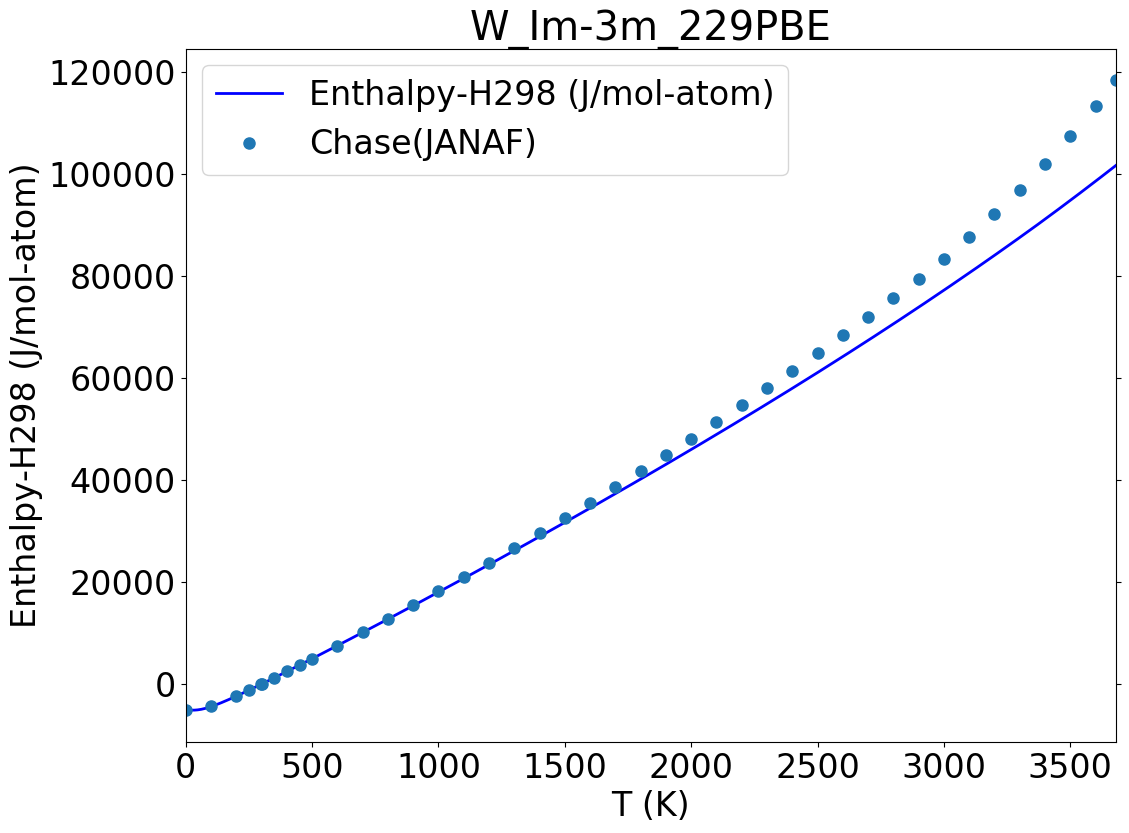 W_Im-3m_229PBE
Enthalpy-H298 (J/mol-atom)
Chase(JANAF)
Enthalpy-H298 (J/mol-atom)
120000
100000
80000
60000
40000
20000
0
0 500 1000 1500 2000 2500 3000 3500
T (K)